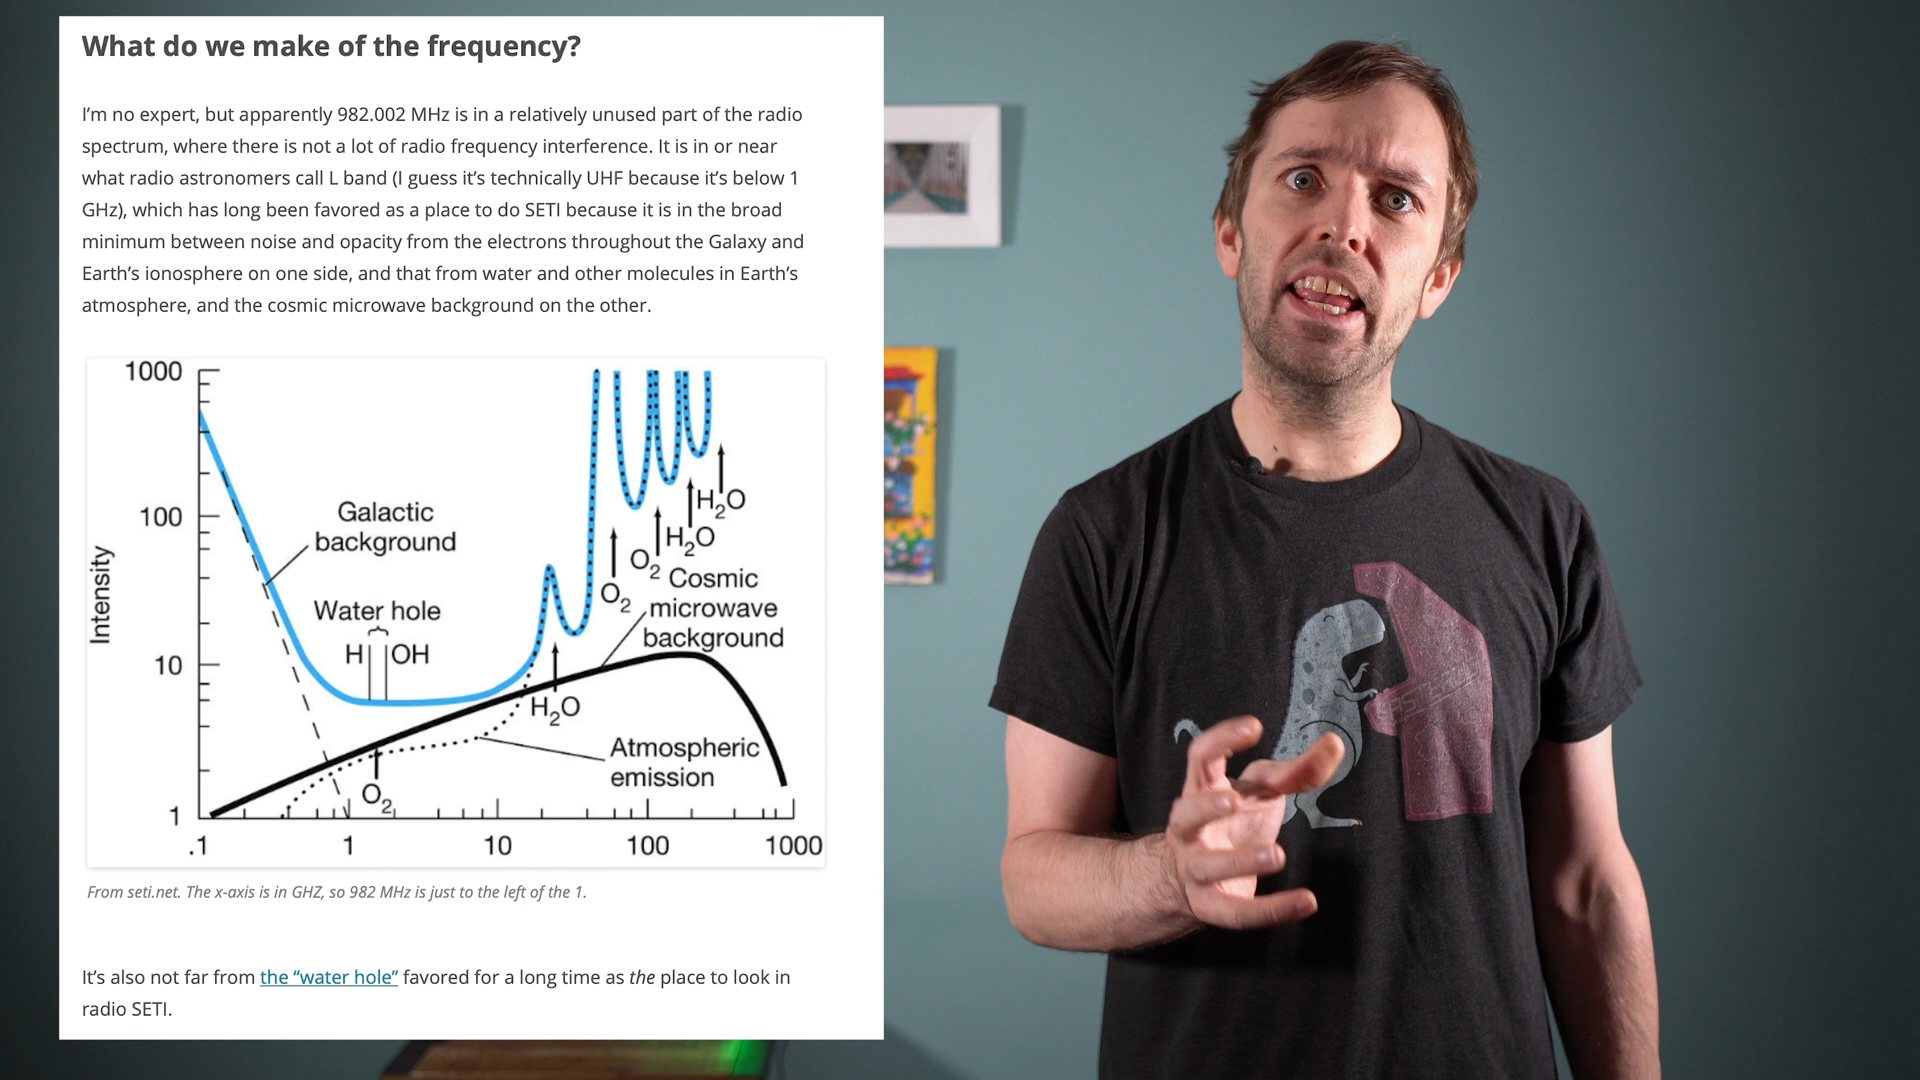 What do we make of the frequency?
I’m no expert, but apparently 982.002 MHz is in a relatively unused part of the radio
spectrum, where there is not a lot of radio frequency interference. It is in or near
what radio astronomers call L band (I guess it’s technically UHF because it’s below 1
GHz), which has long been favored as a place to do SETI because it is in the broad
minimum between noise and opacity from the electrons throughout the Galaxy and
Earth’s ionosphere on one side, and that from water and other molecules in Earth’s
atmosphere, and the cosmic microwave background on the other.
1000
100
10
1
Intensity
Galactic
background
Water hole
H OH
H₂O
H₂O
O₂
O₂
Cosmic
microwave
background
H₂O
Atmospheric
emission
O₂
.1 1 10 100 1000
From seti.net. The x-axis is in GHZ, so 982 MHz is just to the left of the 1.
It’s also not far from the “water hole” favored for a long time as the place to look in
radio SETI.